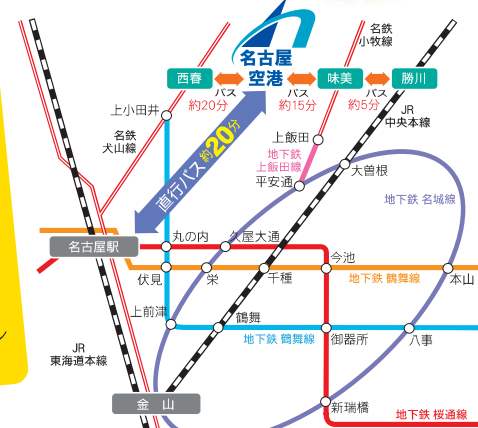 名鉄
小牧線
名古屋
空港
西春
バス
約20分
バス
約15分
味美
バス
約5分
勝川
上小田井
名鉄
犬山線
直行バス 約20分
上飯田
地下鉄
上飯田線
平安通
JR
中央本線
大曽根
地下鉄 名城線
名古屋駅
丸の内
久屋大通
今池
伏見
栄
千種
地下鉄 鶴舞線
本山
上前津
鶴舞
地下鉄 鶴舞線
御器所
八事
JR
東海道本線
金山
新瑞橋
地下鉄 桜通線